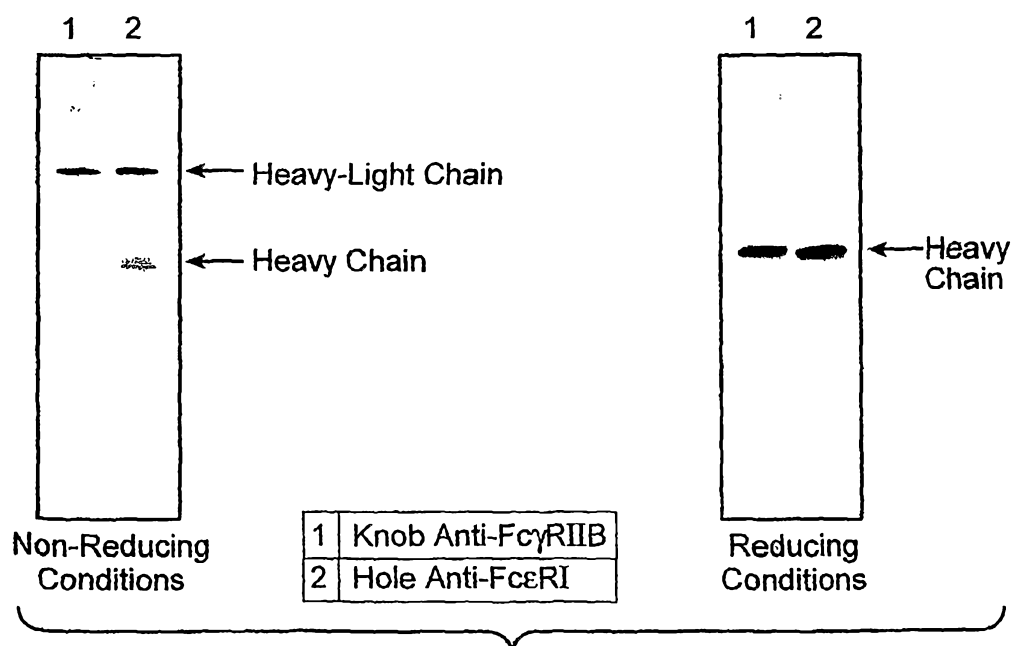 1 2
1 2
Heavy-Light Chain
Heavy Chain
Heavy
Chain
Non-Reducing
Conditions
1 Knob Anti-FcγRIIB
2 Hole Anti-FcεRI
Reducing
Conditions